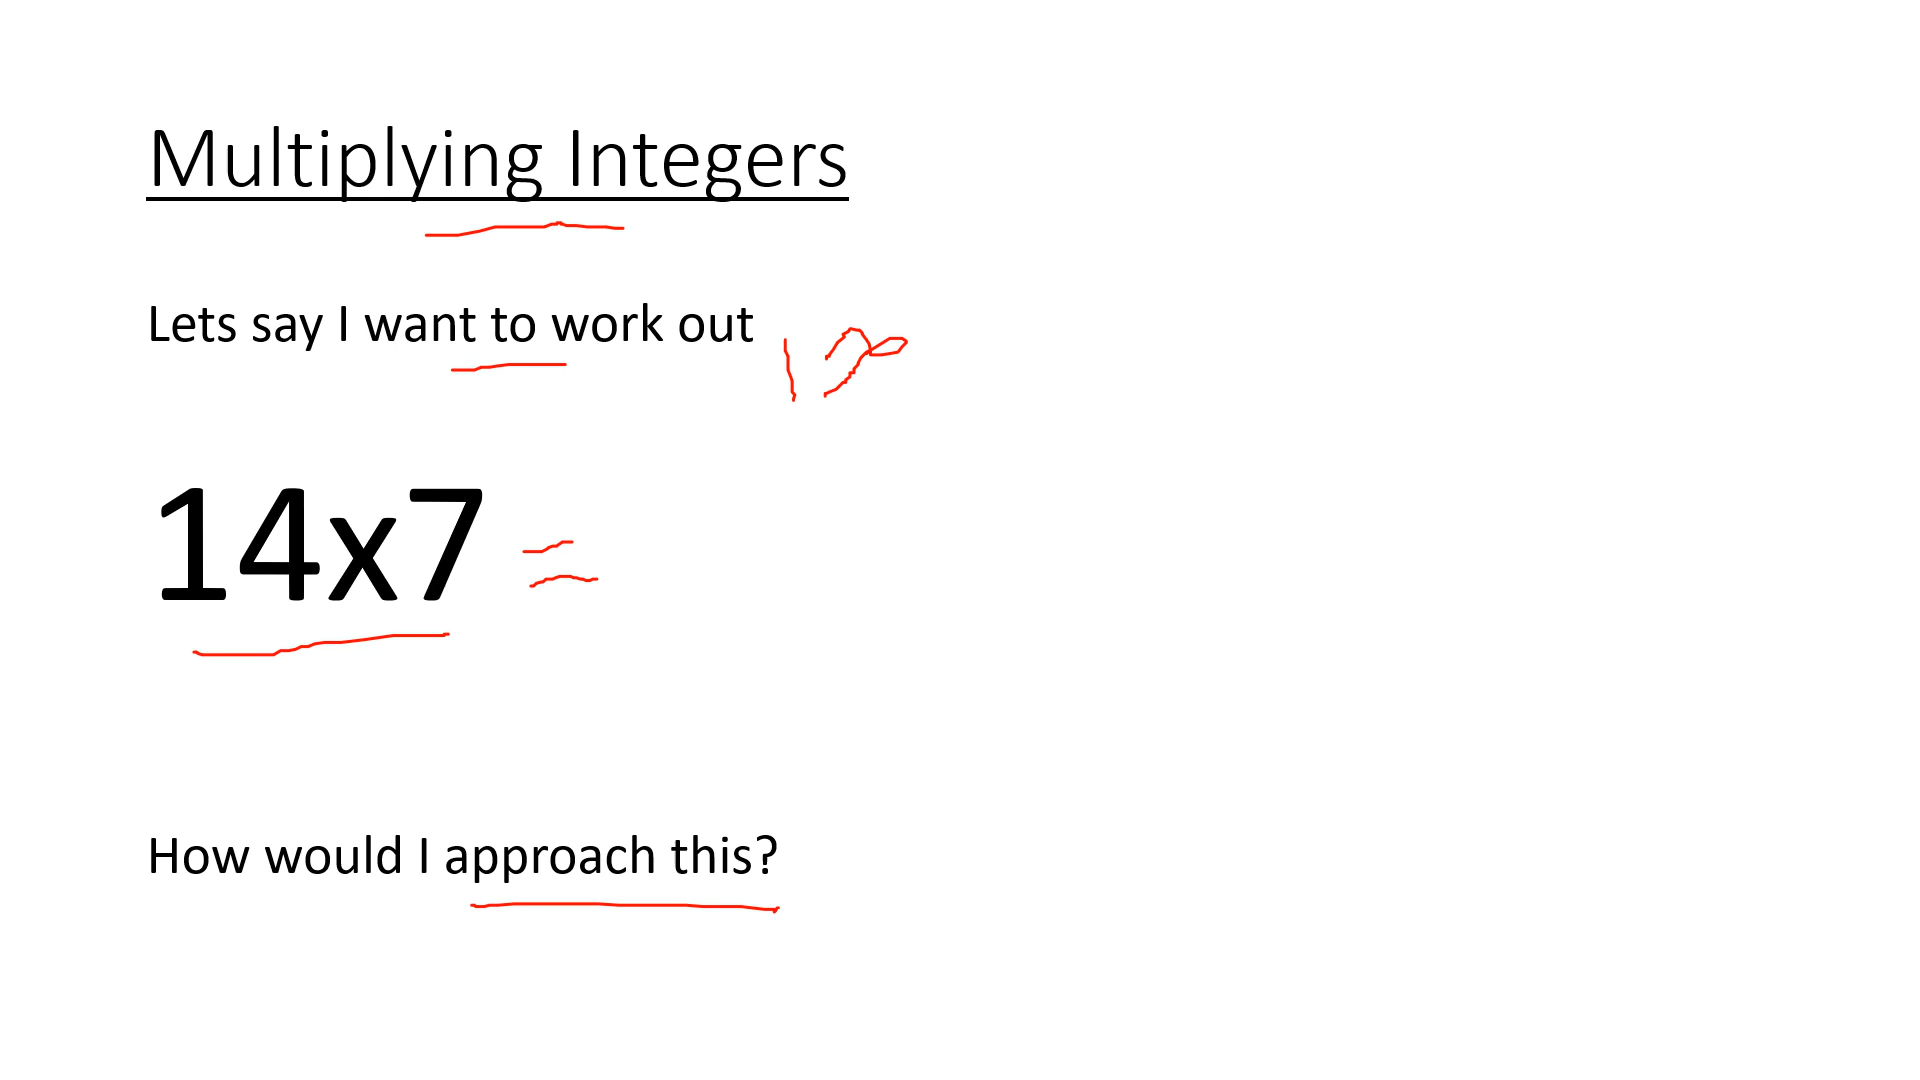 Multiplying Integers
Lets say I want to work out
14x7 =
How would I approach this?